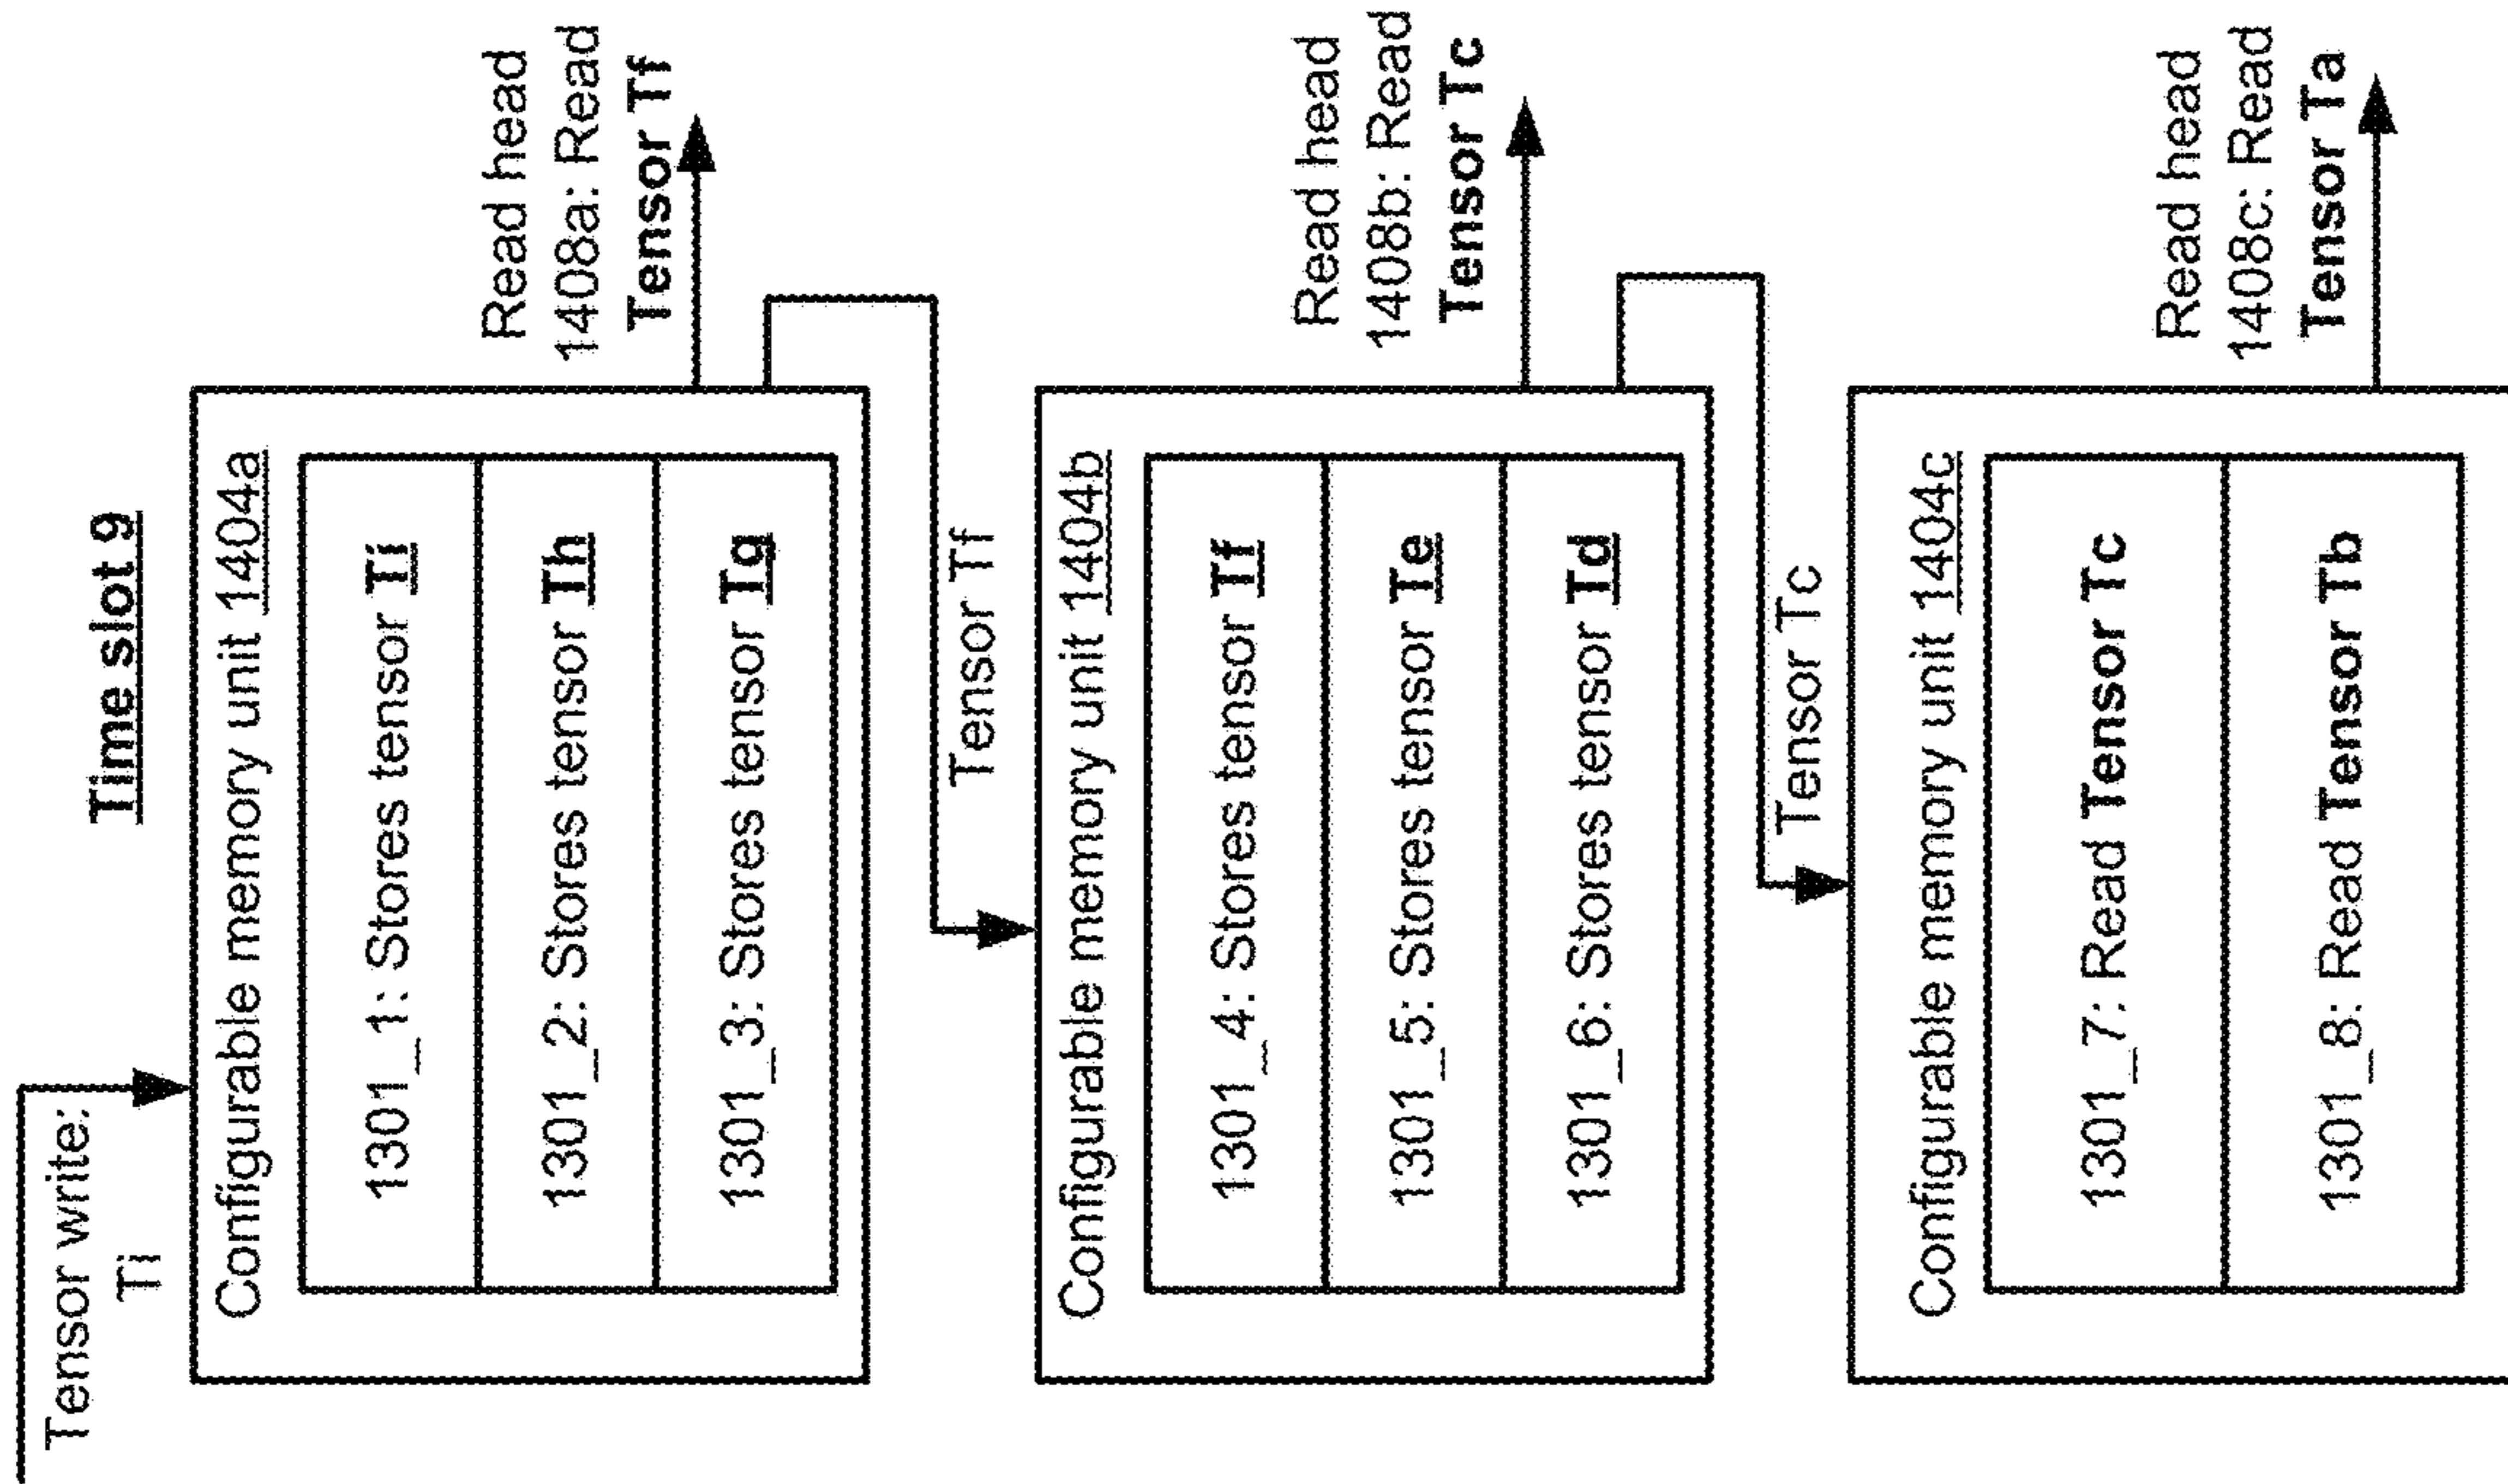 Time slot 9
Tensor write:
Ti
Configurable memory unit 1404a
1301_1: Stores tensor Ti
1301_2: Stores tensor Th
1301_3: Stores tensor Tg
Read head
1408a: Read
Tensor Tf
Tensor Tf
Configurable memory unit 1404b
1301_4: Stores tensor Tf
1301_5: Stores tensor Te
1301_6: Stores tensor Td
Read head
1408b: Read
Tensor Tc
Tensor Tc
Configurable memory unit 1404c
1301_7: Read Tensor Tc
1301_8: Read Tensor Tb
Read head
1408c: Read
Tensor Ta